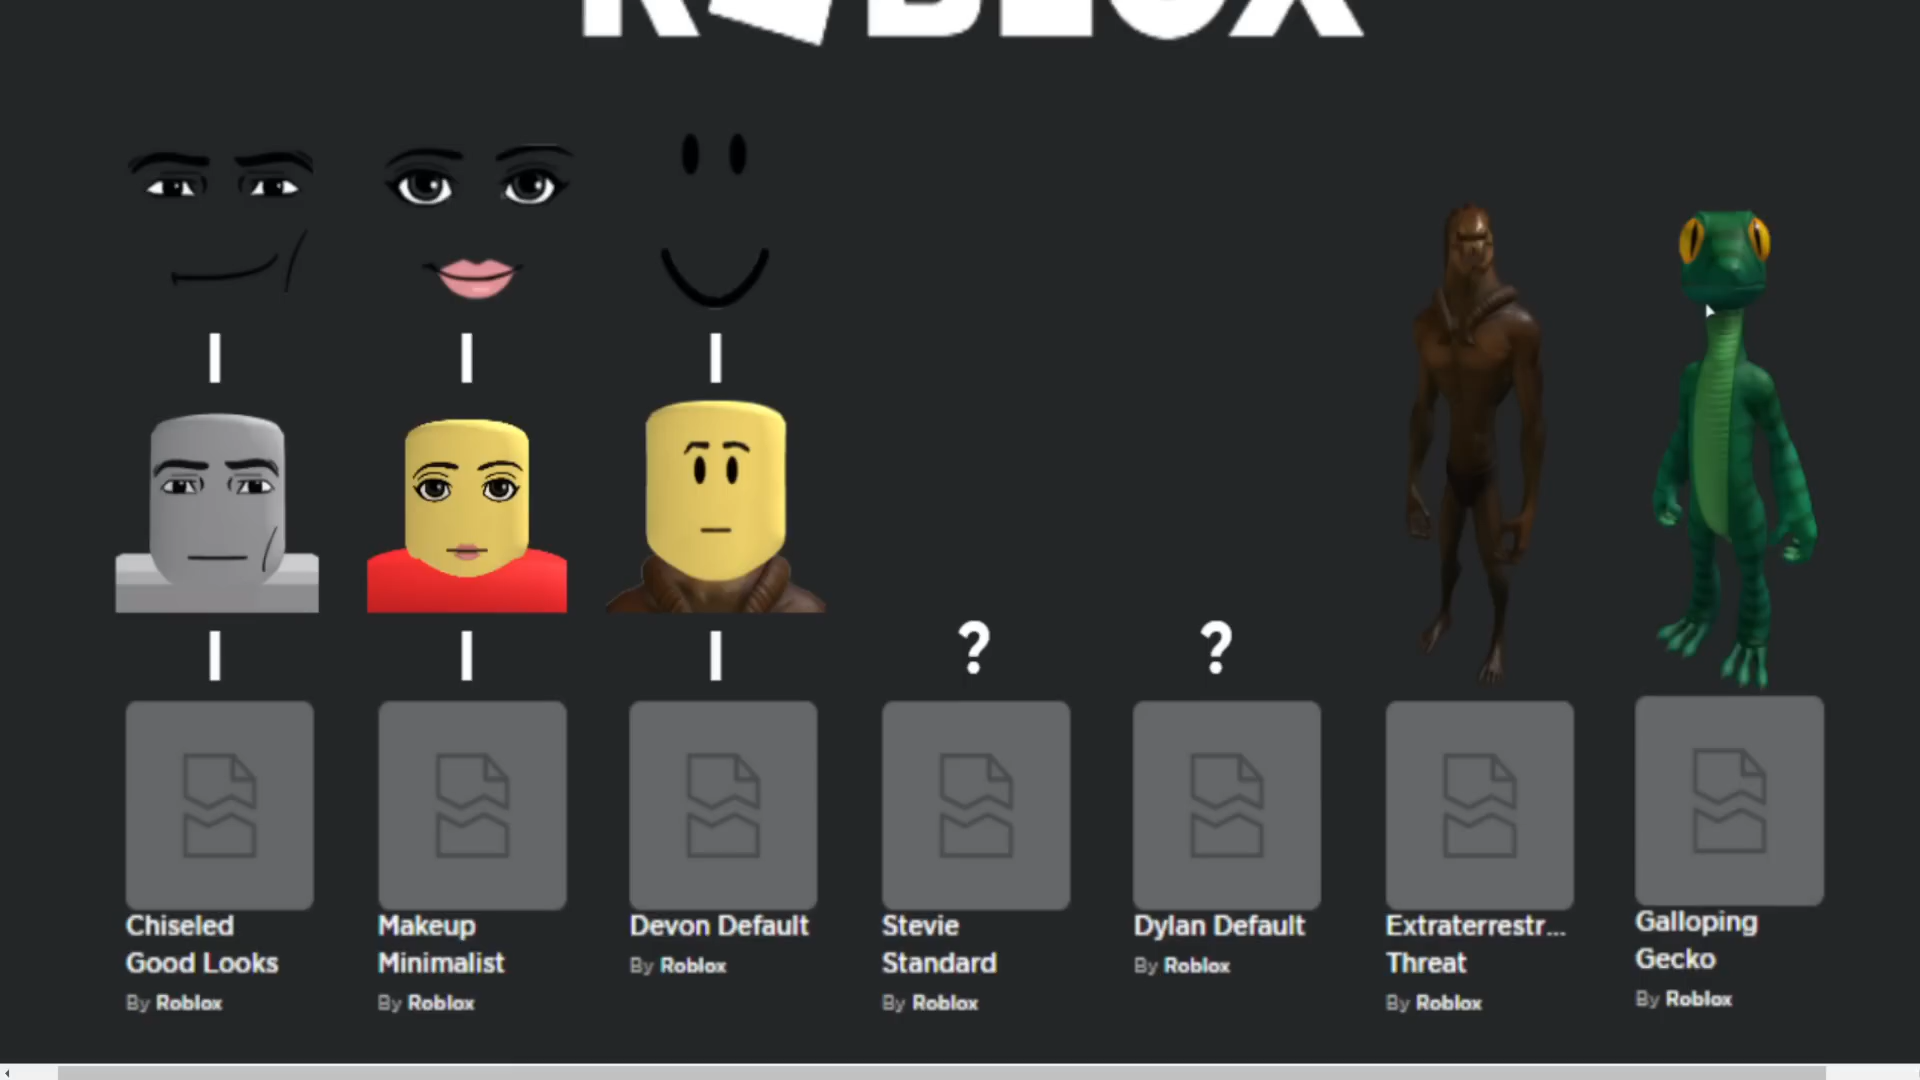 ROBLOX
?
?
Chiseled
Good Looks
By Roblox
Makeup
Minimalist
By Roblox
Devon Default
By Roblox
Stevie
Standard
By Roblox
Dylan Default
By Roblox
Extraterrestr...
Threat
By Roblox
Galloping
Gecko
By Roblox